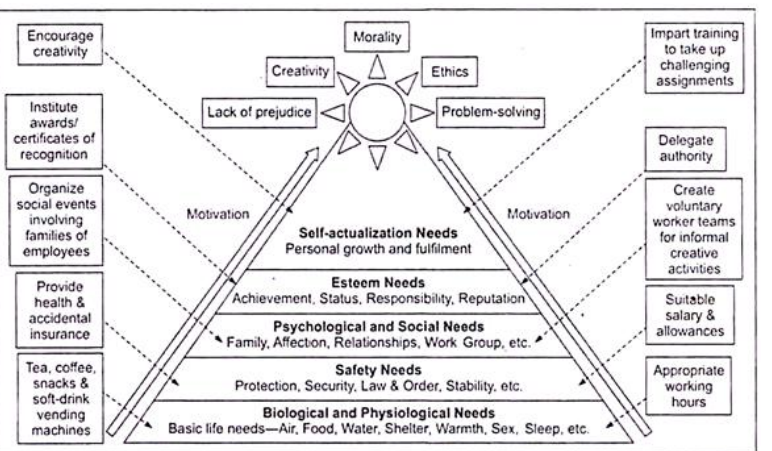 Encourage
creativity
Institute
awards/
certificates of
recognition
Organize
social events
involving
families of
employees
Provide
health &
accidental
insurance
Tea, coffee,
snacks &
soft-drink
vending
machines
Morality
Creativity
Ethics
Lack of prejudice
Problem-solving
Motivation
Motivation
Self-actualization Needs
Personal growth and fulfilment
Esteem Needs
Achievement, Status, Responsibility, Reputation
Psychological and Social Needs
Family, Affection, Relationships, Work Group, etc.
Safety Needs
Protection, Security, Law & Order, Stability, etc.
Biological and Physiological Needs
Basic life needs—Air, Food, Water, Shelter, Warmth, Sex, Sleep, etc.
Impart training
to take up
challenging
assignments
Delegate
authority
Create
voluntary
worker teams
for informal
creative
activities
Suitable
salary &
allowances
Appropriate
working
hours